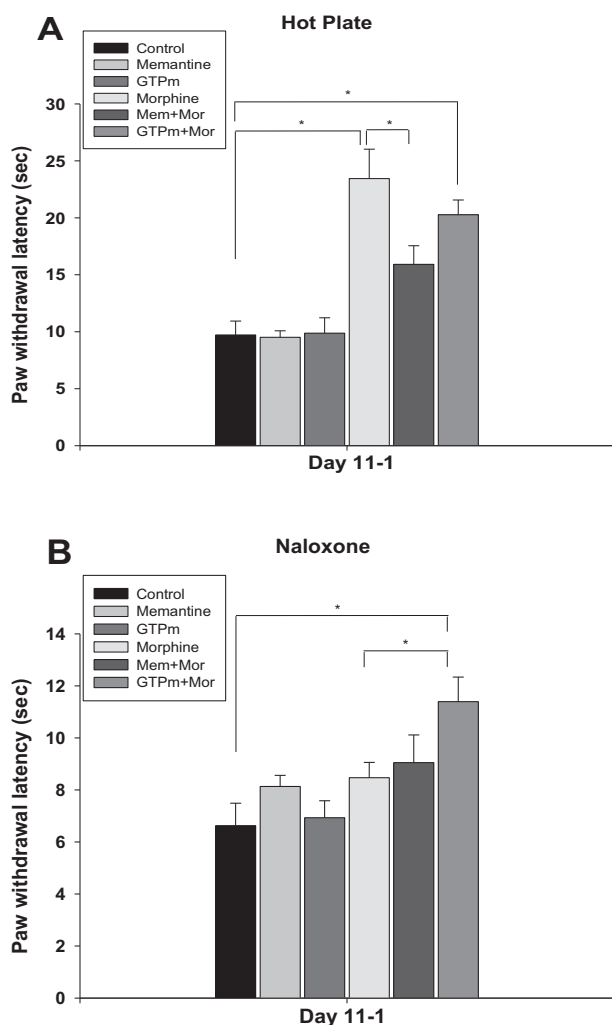 A
Hot Plate
Control
Memantine
GTPm
Morphine
Mem+Mor
GTPm+Mor
*
*
*
Paw withdrawal latency (sec)
30
25
20
15
10
5
0
Day 11-1
B
Naloxone
Control
Memantine
GTPm
Morphine
Mem+Mor
GTPm+Mor
*
*
Paw withdrawal latency (sec)
14
12
10
8
6
4
2
0
Day 11-1